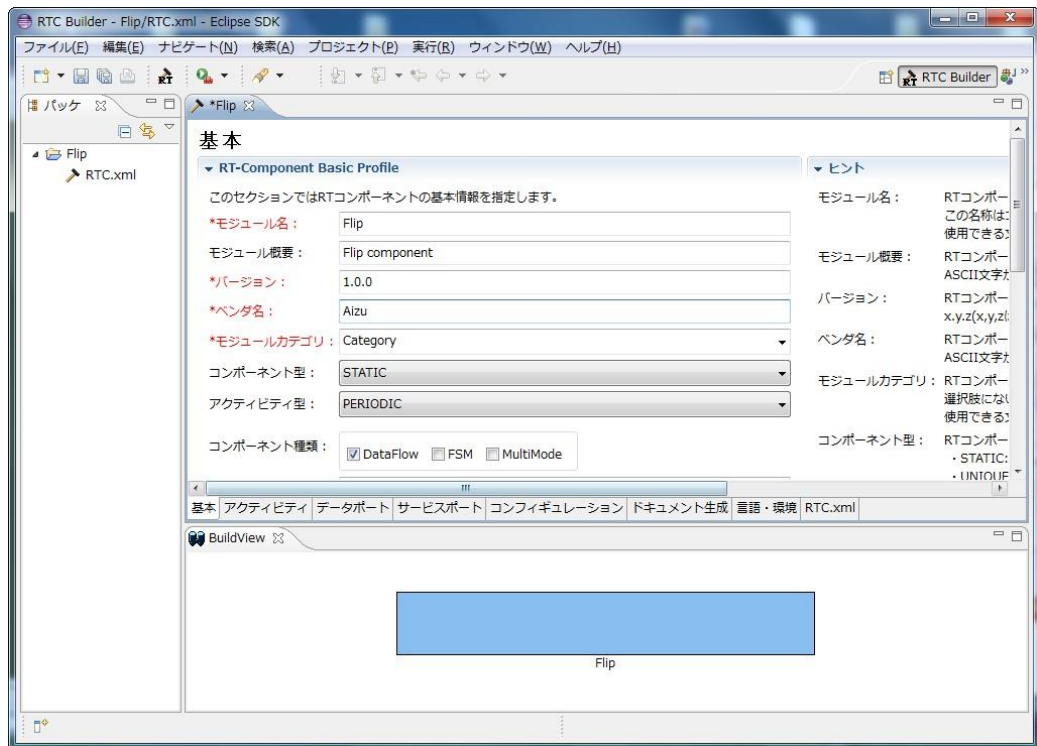 RTC Builder - Flip/RTC.xml - Eclipse SDK
ファイル(F) 編集(E) ナビゲート(N) 検索(A) プロジェクト(P) 実行(R) ウィンドウ(W) ヘルプ(H)
RTC Builder
パッケ
*Flip
Flip
RTC.xml
基本
RT-Component Basic Profile
このセクションではRTコンポーネントの基本情報を指定します。
*モジュール名:
Flip
モジュール概要:
Flip component
*バージョン:
1.0.0
*ベンダ名:
Aizu
*モジュールカテゴリ:
Category
コンポーネント型:
STATIC
アクティビティ型:
PERIODIC
コンポーネント種類:
DataFlow FSM MultiMode
ヒント
モジュール名: RTコンポー
この名称は
使用できる
モジュール概要: RTコンポー
ASCII文字
バージョン: RTコンポー
x.y.z(x,y,z
ベンダ名: RTコンポー
ASCII文字
モジュールカテゴリ: RTコンポー
選択肢にな
使用できる
コンポーネント型: RTコンポー
・STATIC:
・UNIQUE
基本 アクティビティ データポート サービスポート コンフィギュレーション ドキュメント生成 言語・環境 RTC.xml
BuildView
Flip